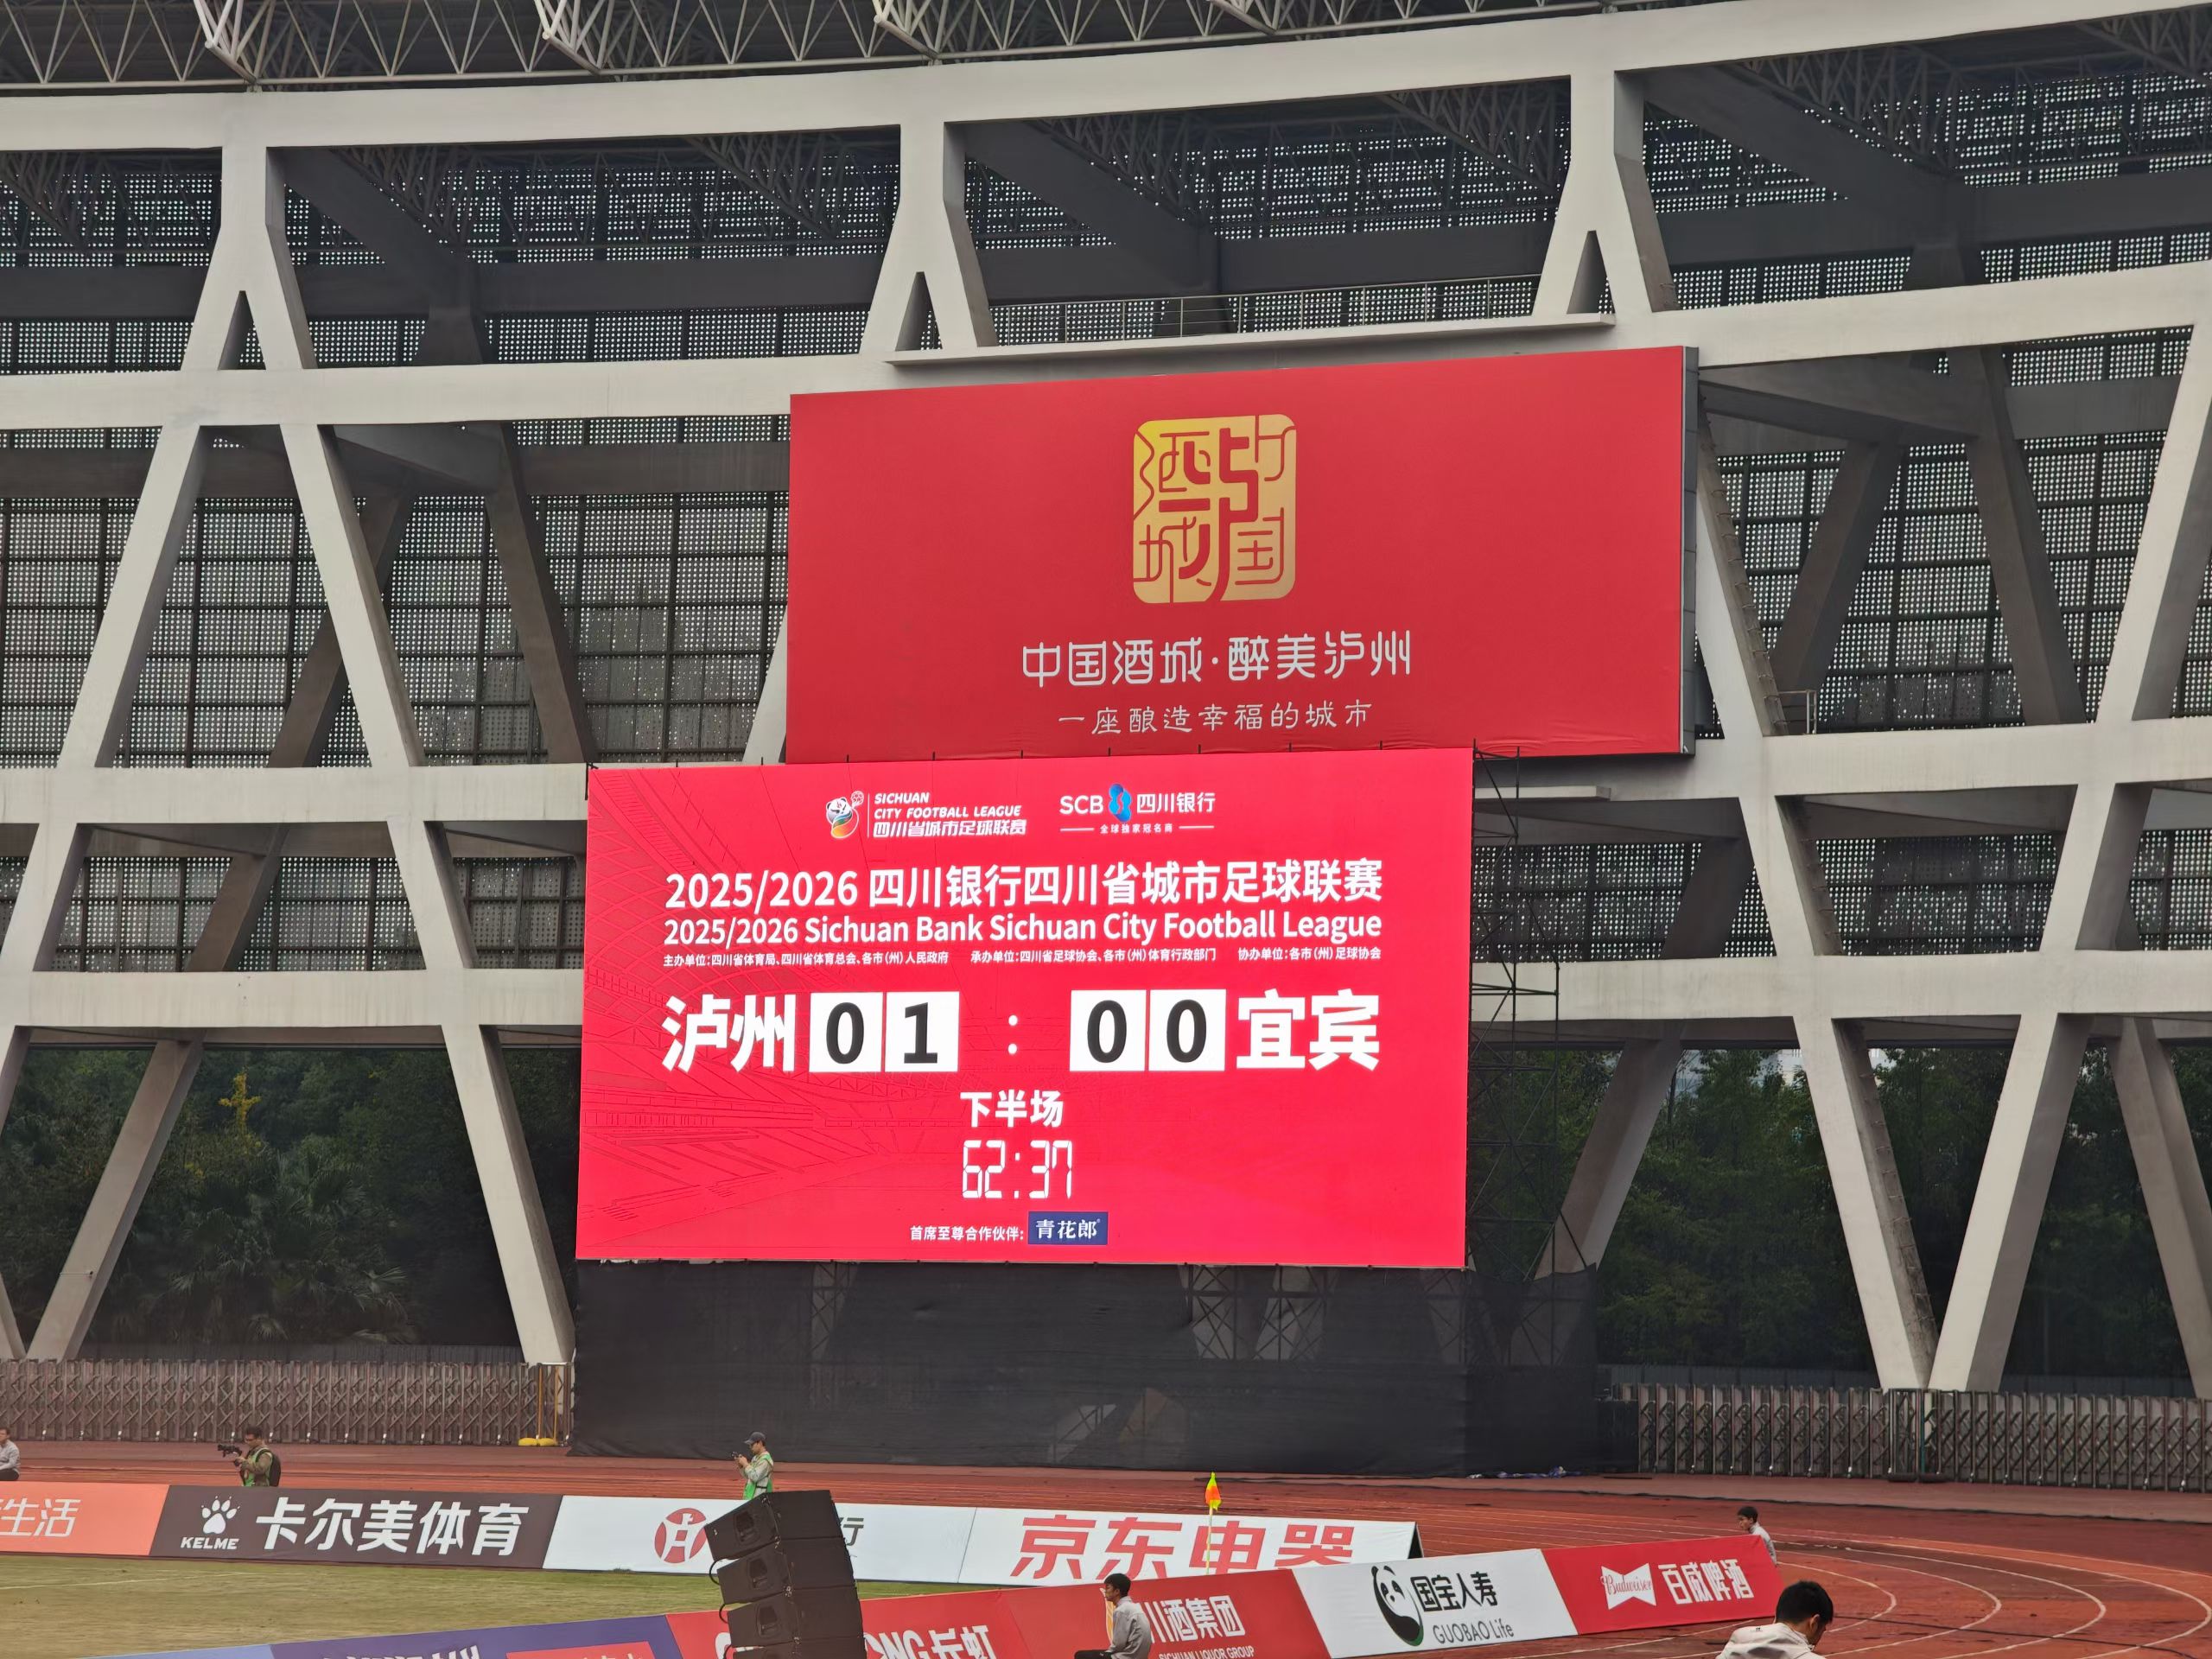 酒城
中国
中国酒城·醉美泸州
一座酿造幸福的城市
SICHUAN
CITY FOOTBALL LEAGUE
四川省城市足球联赛
SCB 四川银行
全球独家冠名商
2025/2026 四川银行四川省城市足球联赛
2025/2026 Sichuan Bank Sichuan City Football League
主办单位:四川省体育局、四川省体育总会、各市(州)人民政府 承办单位:四川省足球协会、各市(州)体育行政部门 协办单位:各市(州)足球协会
泸州 01 : 00 宜宾
下半场
62:37
首席至尊合作伙伴: 青花郎
生活
KELME 卡尔美体育
行
京东电器
NG长虹
川酒集团
SICHUAN LIQUOR GROUP
国宝人寿
GUOBAO Life
Budweiser 百威啤酒